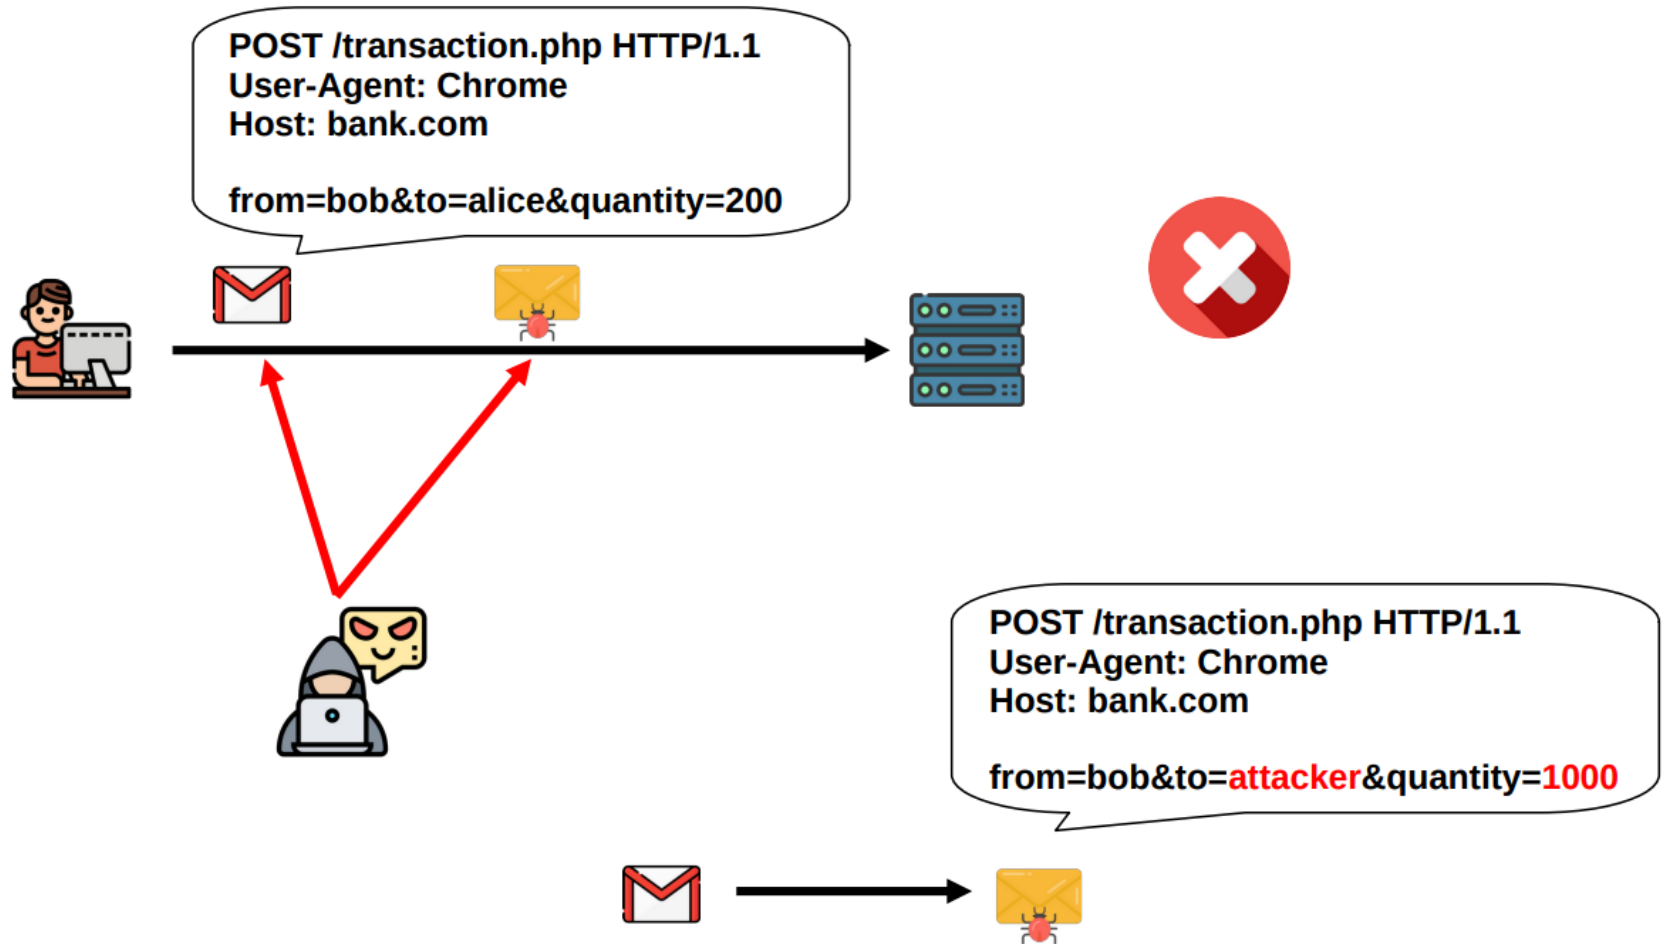 POST /transaction.php HTTP/1.1
User-Agent: Chrome
Host: bank.com
from=bob&to=alice&quantity=200
POST /transaction.php HTTP/1.1
User-Agent: Chrome
Host: bank.com
from=bob&to=attacker&quantity=1000